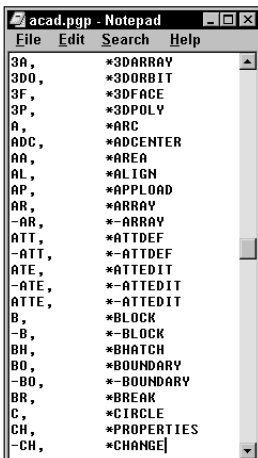 acad.pgp - Notepad
File Edit Search Help
3A, *3DARRAY
3DO, *3DORBIT
3F, *3DFACE
3P, *3DPOLY
A, *ARC
ADC, *ADCENTER
AA, *AREA
AL, *ALIGN
AP, *APPLOAD
AR, *ARRAY
-AR, *-ARRAY
ATT, *ATTDEF
-ATT, *-ATTDEF
ATE, *ATTEDIT
-ATE, *-ATTEDIT
ATTE, *-ATTEDIT
B, *BLOCK
-B, *-BLOCK
BH, *BHATCH
BO, *BOUNDARY
-BO, *-BOUNDARY
BR, *BREAK
C, *CIRCLE
CH, *PROPERTIES
-CH, *CHANGE